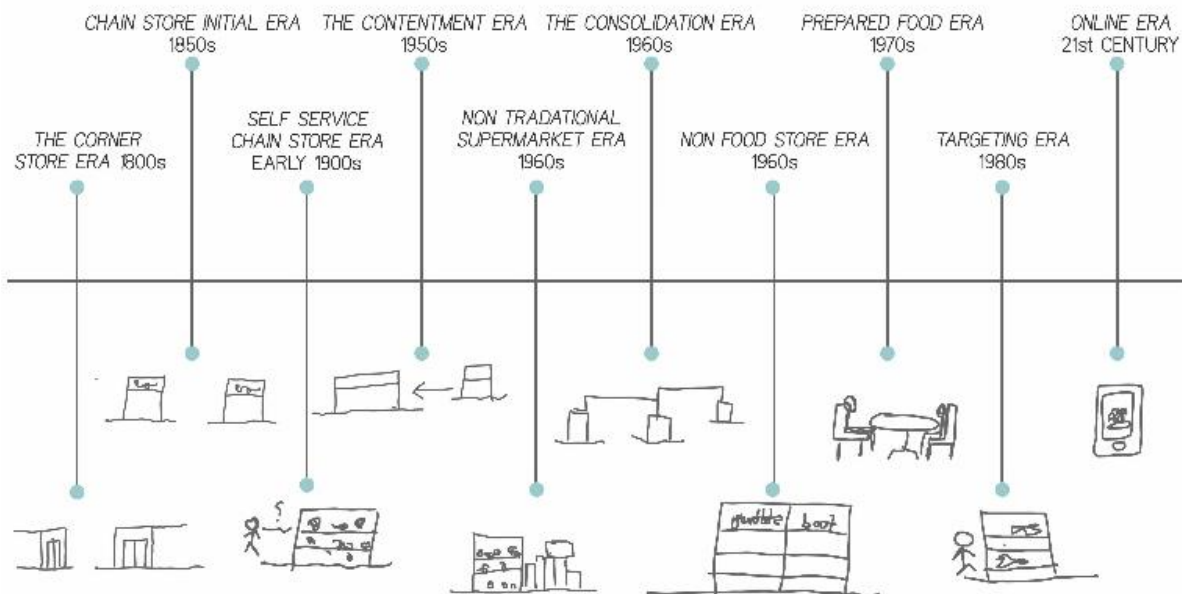 CHAIN STORE INITIAL ERA
1850s
THE CONTENTMENT ERA
1950s
THE CONSOLIDATION ERA
1960s
PREPARED FOOD ERA
1970s
ONLINE ERA
21st CENTURY
THE CORNER
STORE ERA 1800s
SELF SERVICE
CHAIN STORE ERA
EARLY 1900s
NON TRADATIONAL
SUPERMARKET ERA
1960s
NON FOOD STORE ERA
1960s
TARGETING ERA
1980s
?